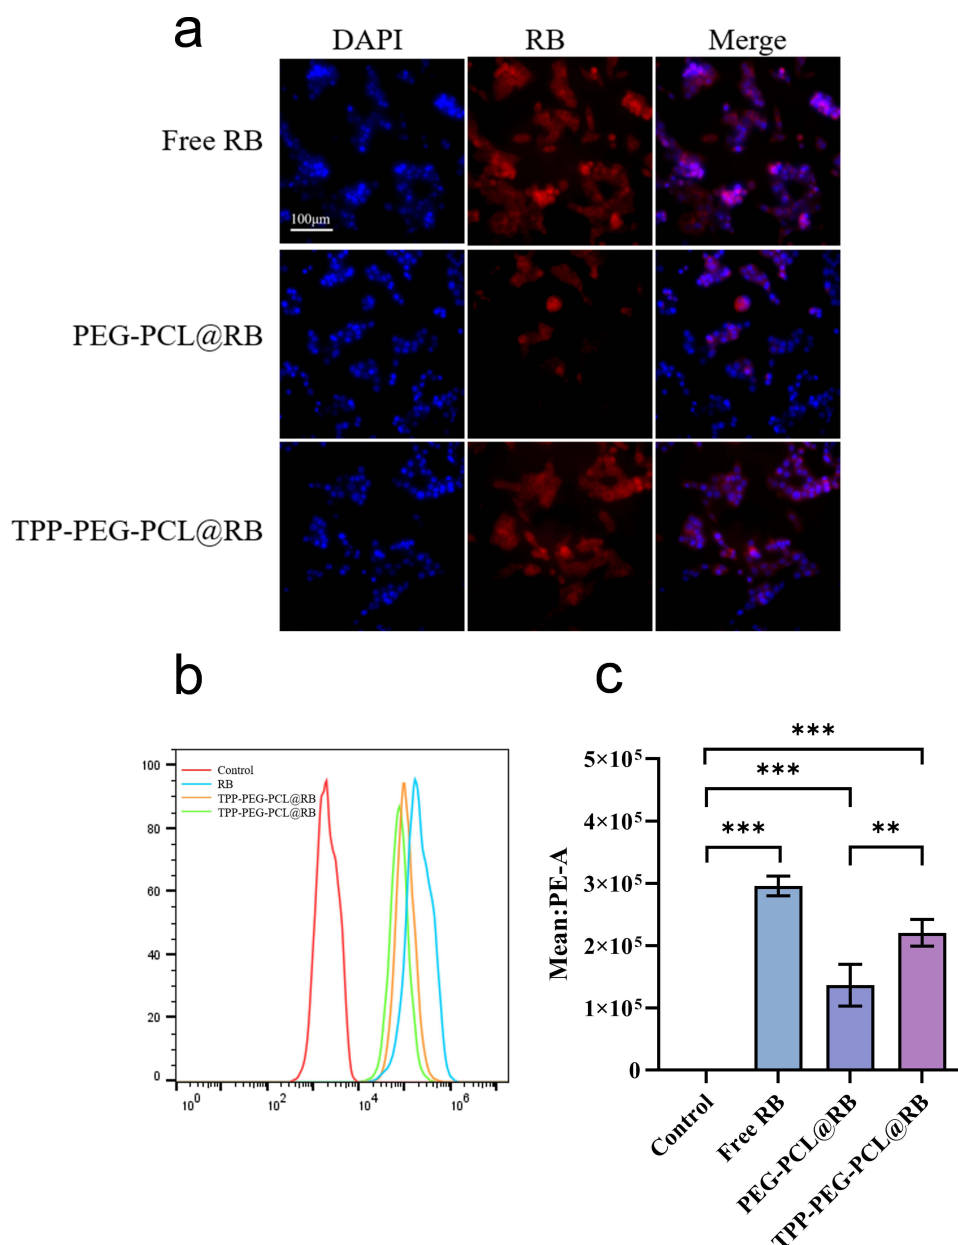 a
DAPI RB Merge
Free RB
100μm
PEG-PCL@RB
TPP-PEG-PCL@RB
b
100
80
60
40
20
0
Control
RB
TPP-PEG-PCL@RB
TPP-PEG-PCL@RB
10⁰ 10² 10⁴ 10⁶
c
***
***
*** **
Mean:PE-A
5×10⁵
4×10⁵
3×10⁵
2×10⁵
1×10⁵
0
Control
Free RB
PEG-PCL@RB
TPP-PEG-PCL@RB